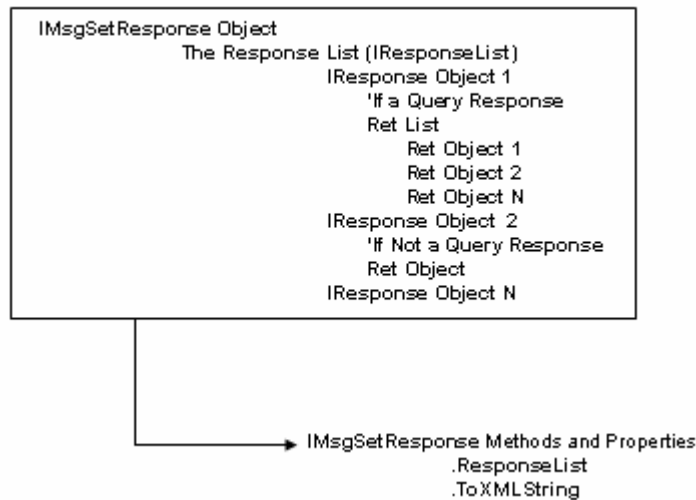 IMsgSetResponse Object
The Response List (IResponseList)
IResponse Object 1
'If a Query Response
Ret List
Ret Object 1
Ret Object 2
Ret Object N
IResponse Object 2
'If Not a Query Response
Ret Object
IResponse Object N
IMsgSetResponse Methods and Properties
.ResponseList
.ToXMLString